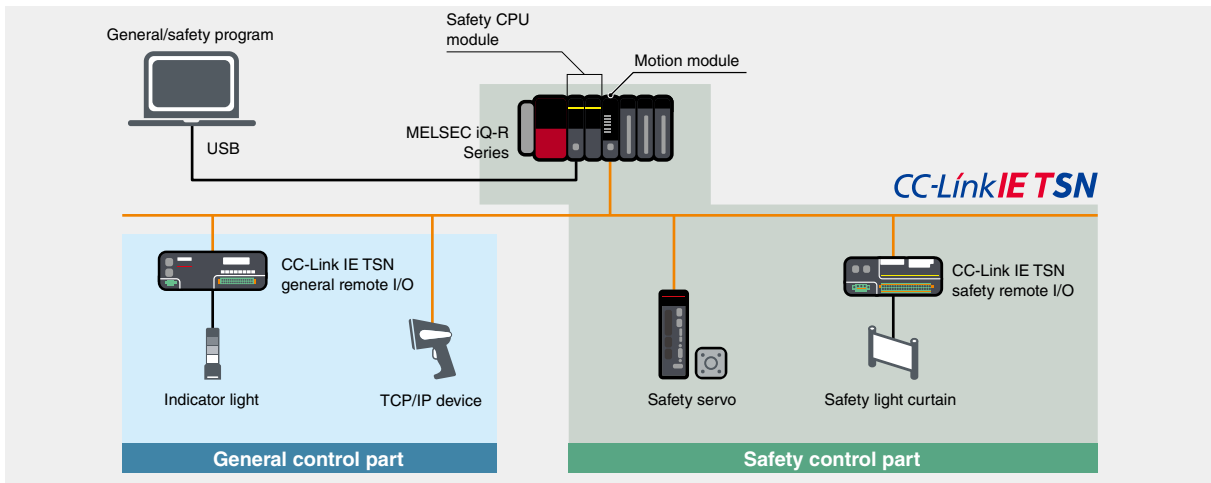 General/safety program
Safety CPU
module
Motion module
MELSEC iQ-R
Series
USB
CC-Link IE TSN
CC-Link IE TSN
general remote I/O
CC-Link IE TSN
safety remote I/O
Indicator light
TCP/IP device
Safety servo
Safety light curtain
General control part
Safety control part